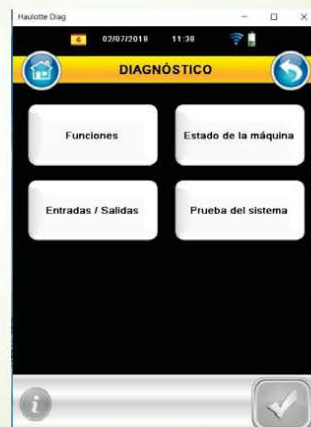 Haulotte Diag
02/07/2018 11:38
DIAGNÓSTICO
Funciones
Estado de la máquina
Entradas / Salidas
Prueba del sistema